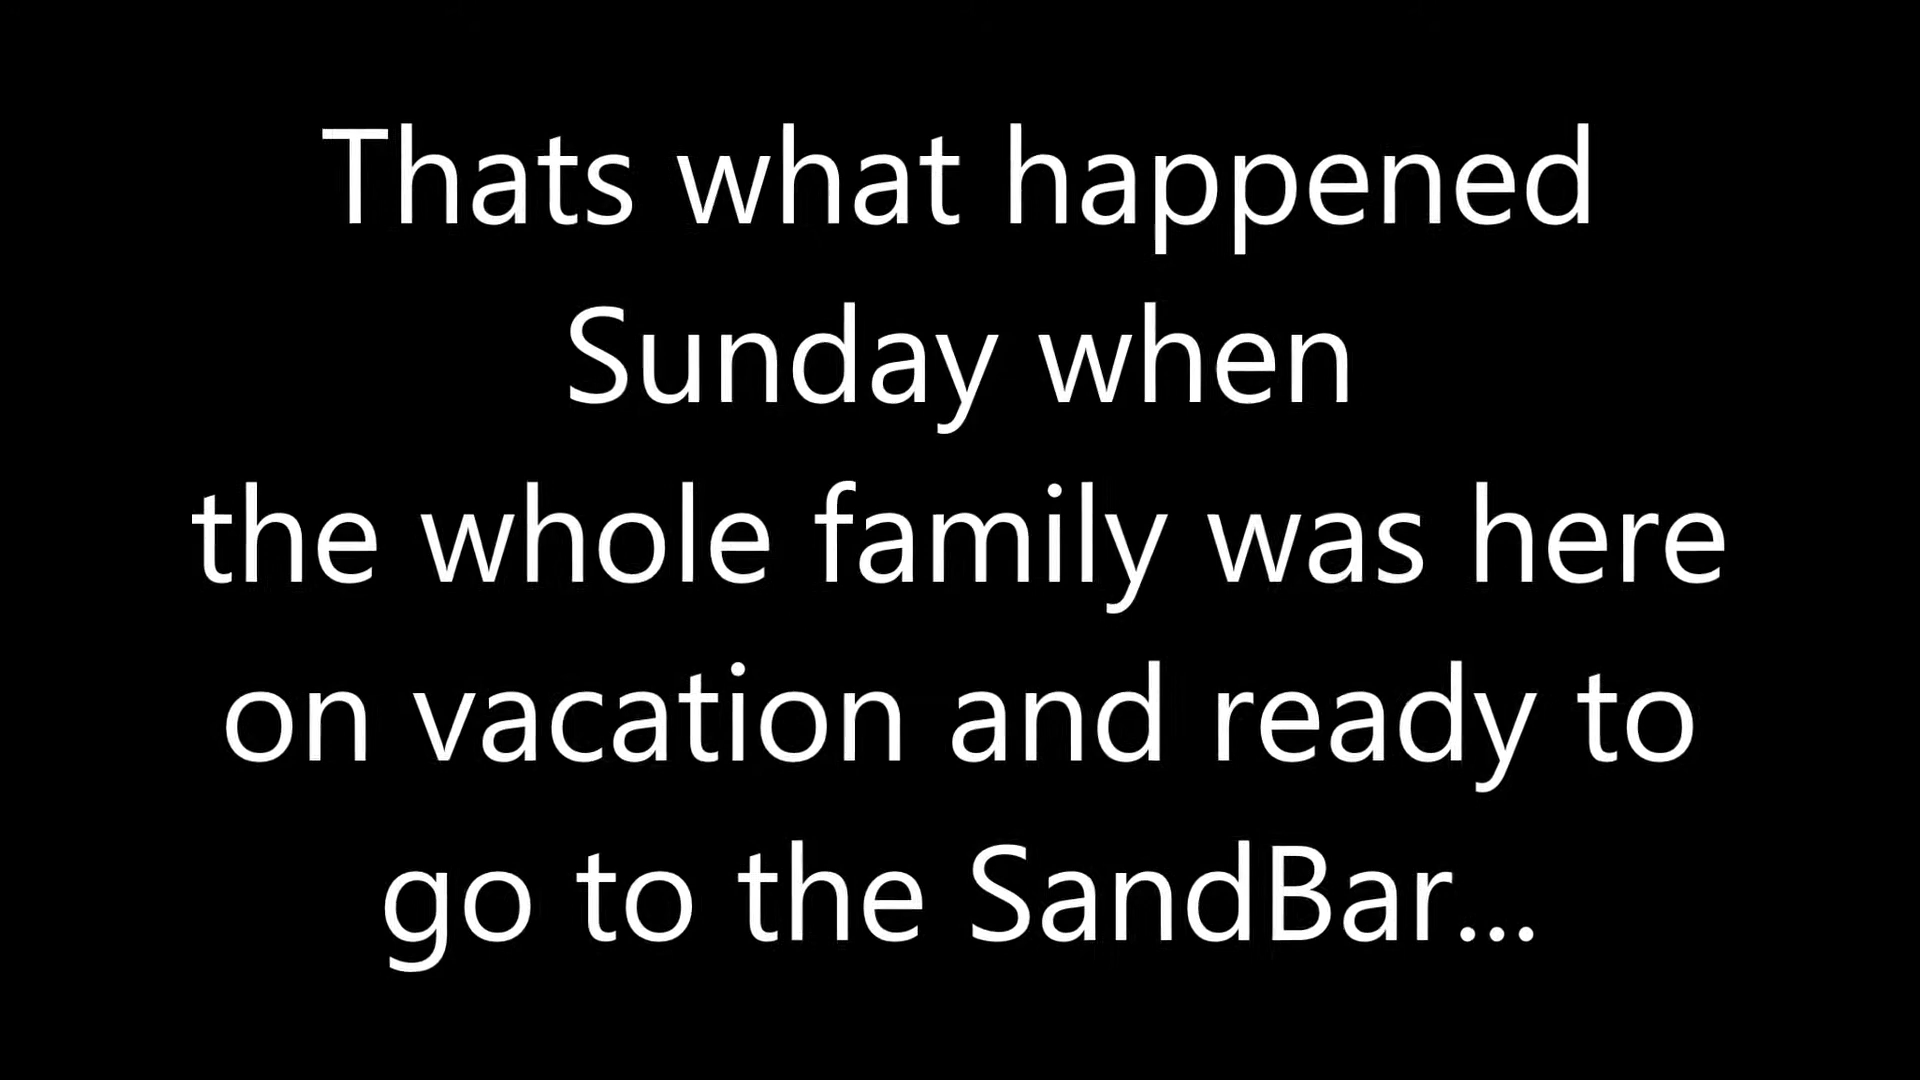 Thats what happened
Sunday when
the whole family was here
on vacation and ready to
go to the SandBar...